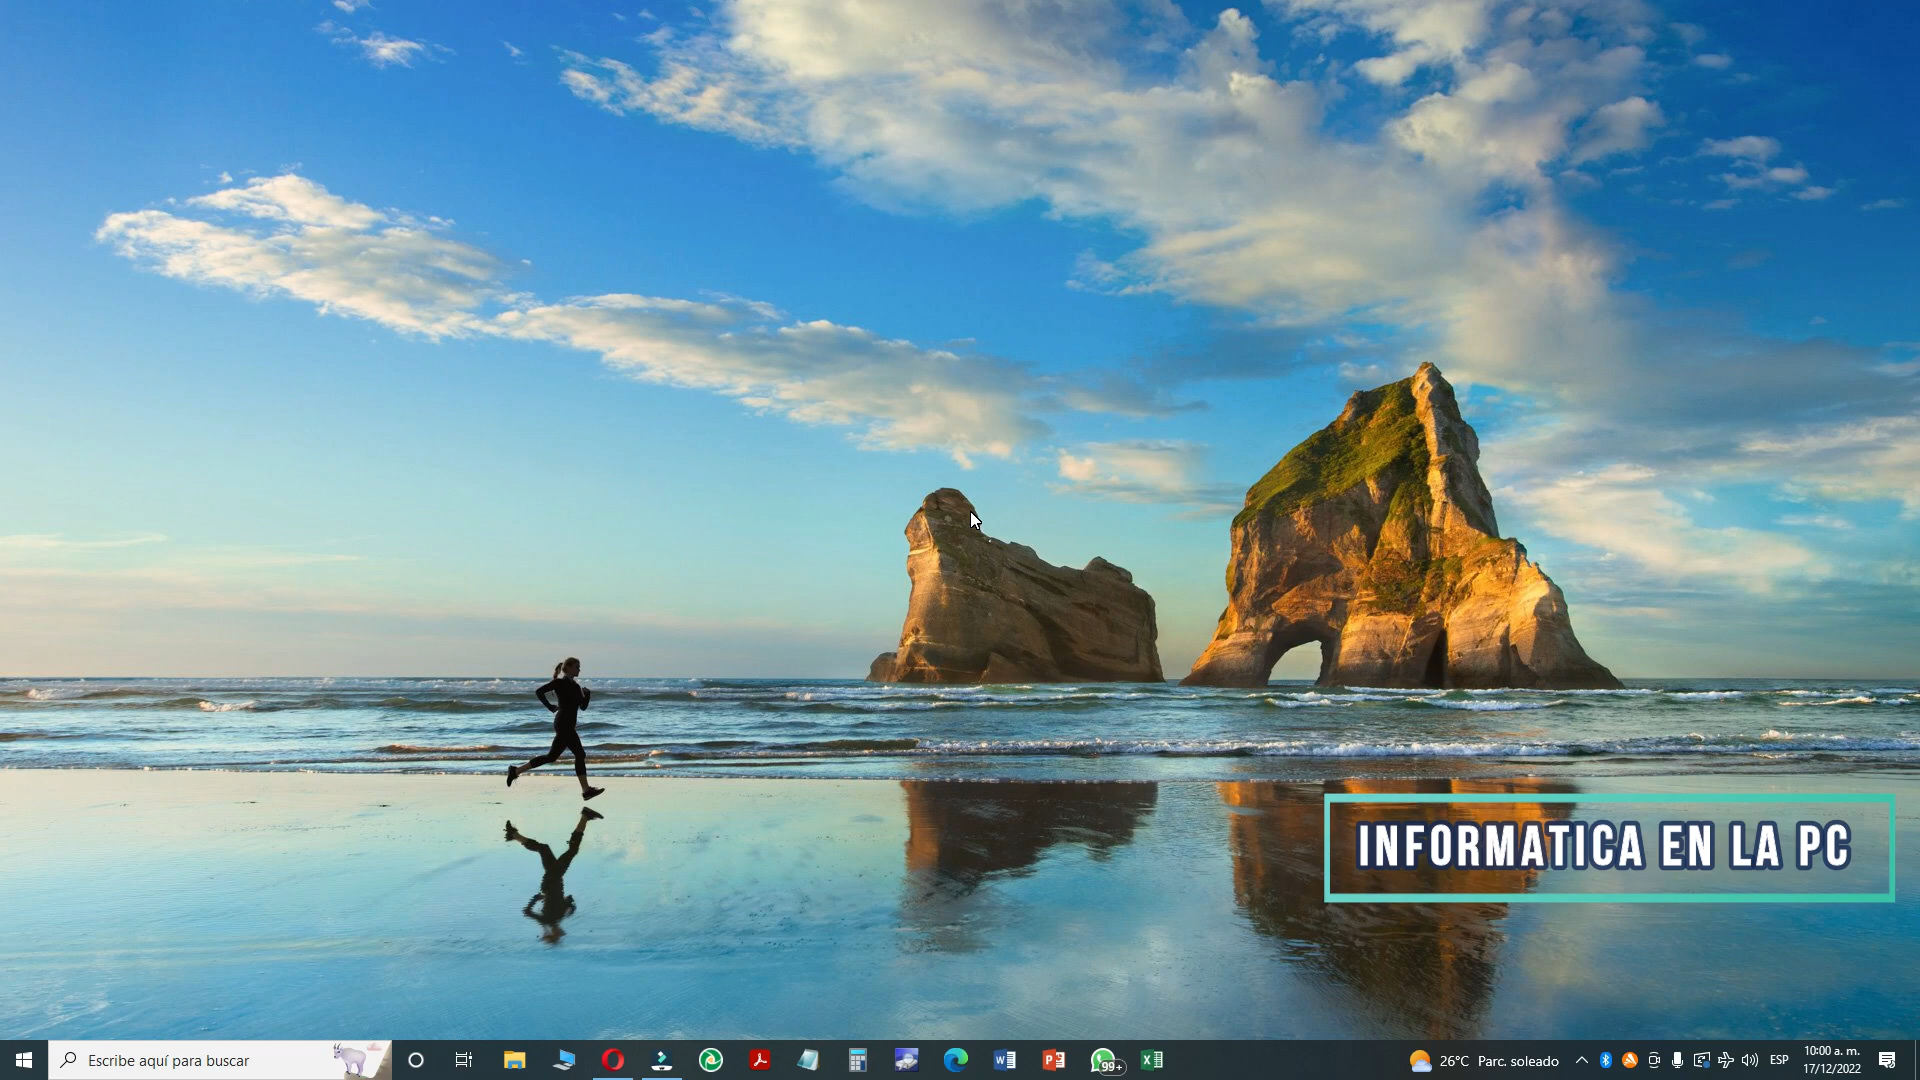 INFORMATICA EN LA PC
Escribe aquí para buscar
99+
26°C Parc. soleado
ESP
10:00 a. m.
17/12/2022